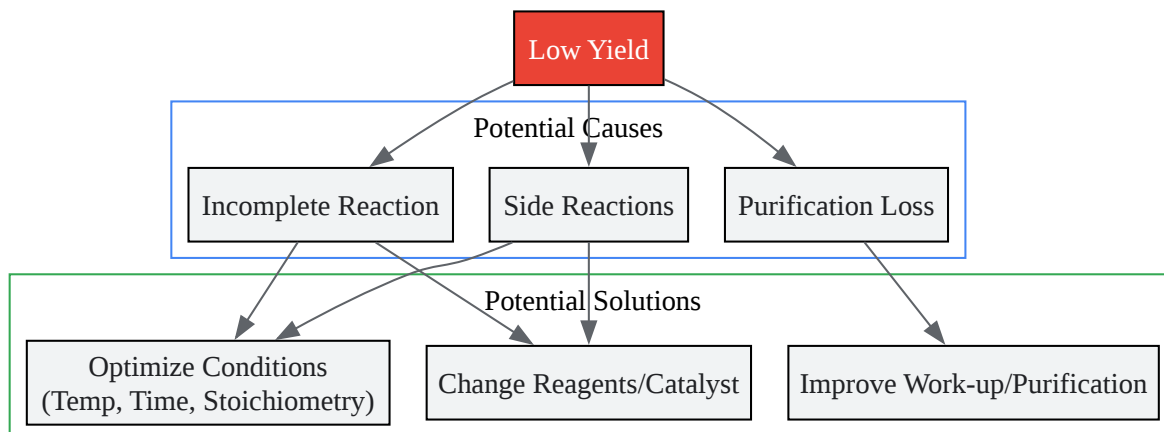 Low Yield
Potential Causes
Incomplete Reaction
Side Reactions
Purification Loss
Potential Solutions
Optimize Conditions
(Temp, Time, Stoichiometry)
Change Reagents/Catalyst
Improve Work-up/Purification